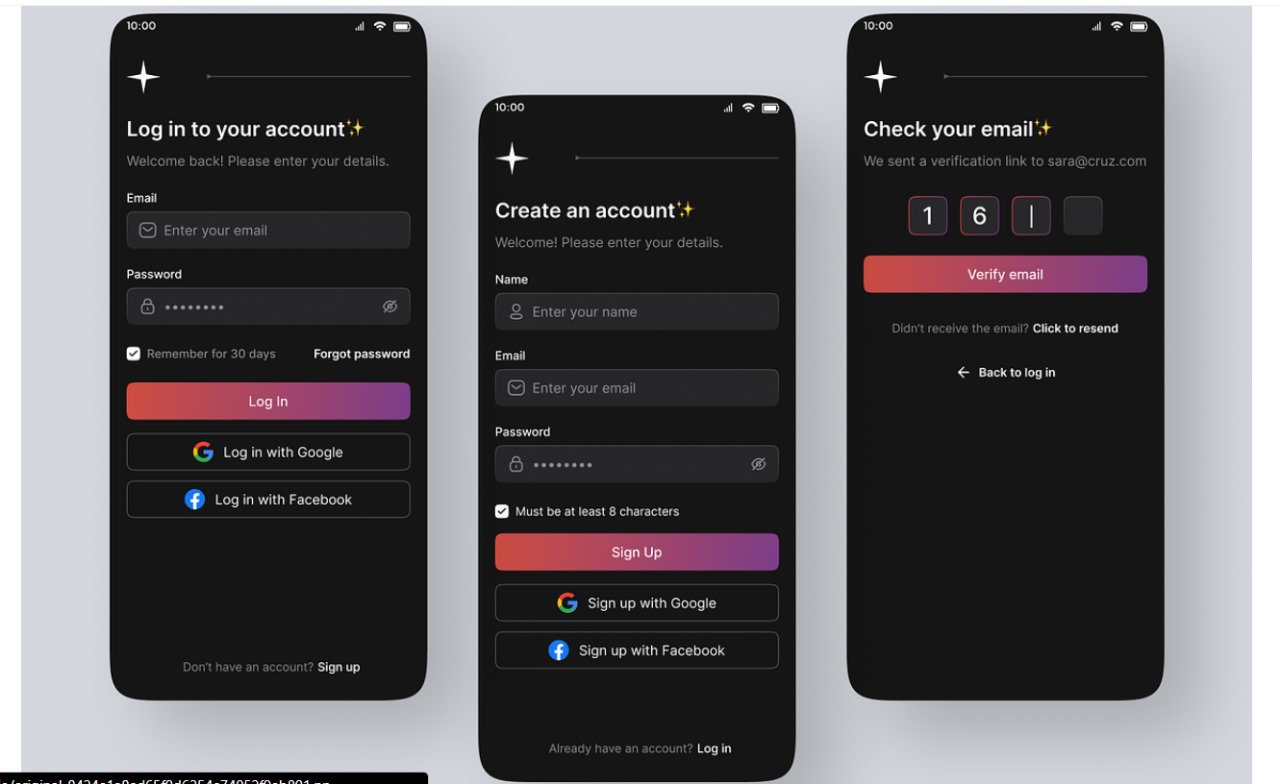 10:00
Log in to your account✨
Welcome back! Please enter your details.
Email
Enter your email
Password
Remember for 30 days
Forgot password
Log In
Log in with Google
Log in with Facebook
Don't have an account? Sign up
10:00
Create an account✨
Welcome! Please enter your details.
Name
Enter your name
Email
Enter your email
Password
Must be at least 8 characters
Sign Up
Sign up with Google
Sign up with Facebook
Already have an account? Log in
10:00
Check your email✨
We sent a verification link to sara@cruz.com
1 6
Verify email
Didn't receive the email? Click to resend
Back to log in